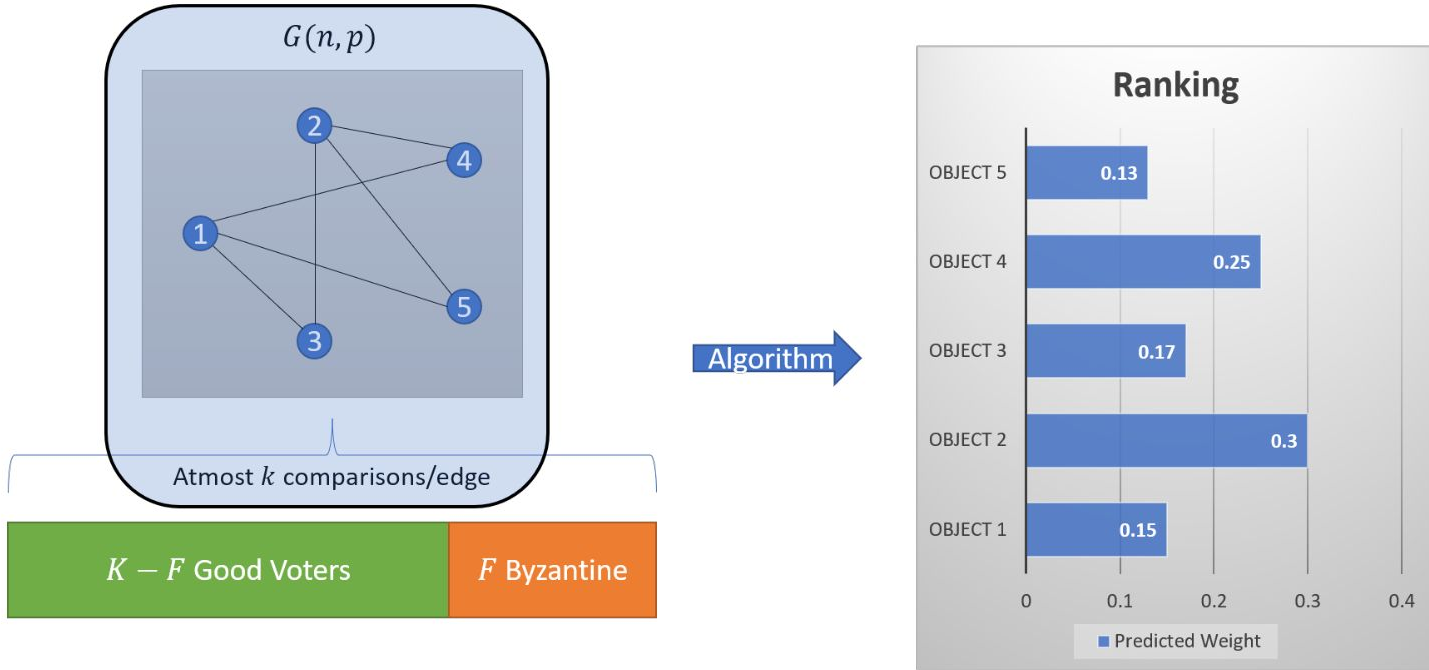 G(n, p)
2
4
1
5
3
Atmost k comparisons/edge
K − F Good Voters
F Byzantine
Algorithm
Ranking
OBJECT 5
0.13
OBJECT 4
0.25
OBJECT 3
0.17
OBJECT 2
0.3
OBJECT 1
0.15
0 0.1 0.2 0.3 0.4
Predicted Weight